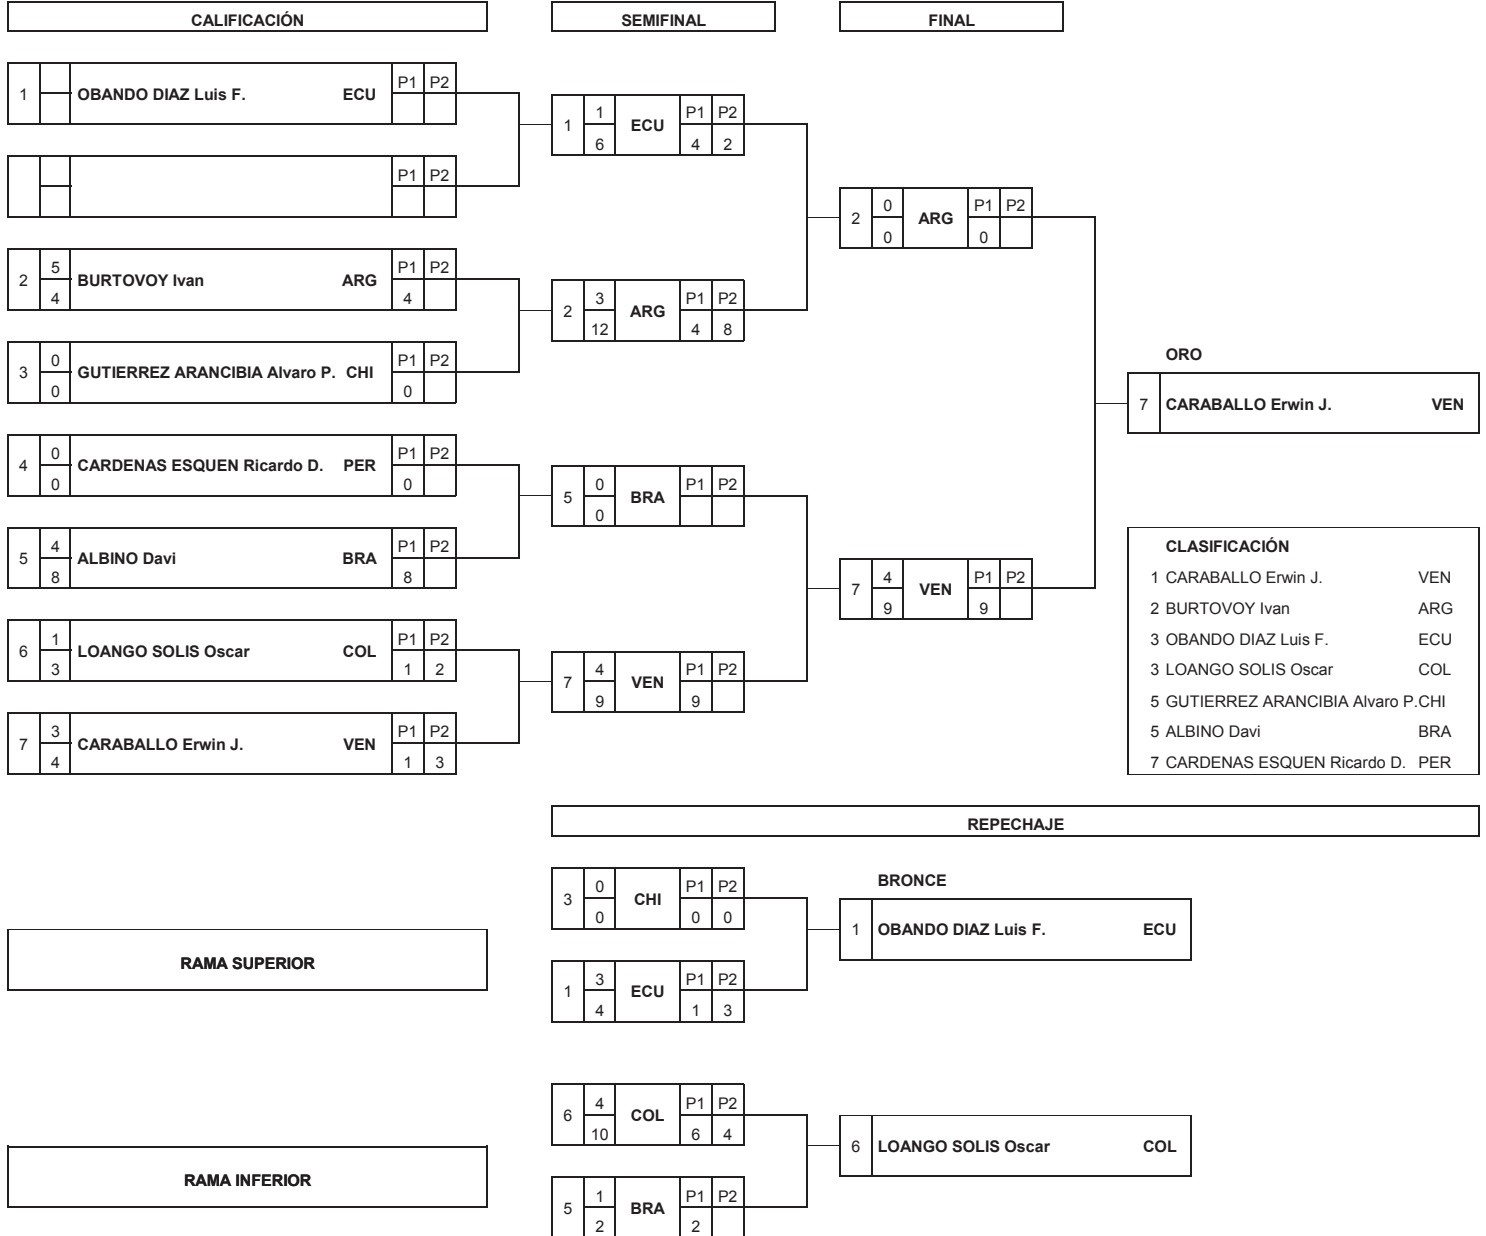 CALIFICACIÓN SEMIFINAL FINAL
P1 P2
1 OBANDO DIAZ Luis F. ECU
1 P1 P2
1 ECU
6 4 2
P1 P2
0 P1 P2
2 ARG
0 0
5 P1 P2
2 BURTOVOY Ivan ARG
4 4
3 P1 P2
2 ARG
12 4 8
0 P1 P2
3 GUTIERREZ ARANCIBIA Alvaro P. CHI
0 0
ORO
7 CARABALLO Erwin J. VEN
0 P1 P2
4 CARDENAS ESQUEN Ricardo D. PER
0 0
0 P1 P2
5 BRA
0
4 P1 P2
5 ALBINO Davi BRA
8 8
4 P1 P2
7 VEN
9 9
1 P1 P2
6 LOANGO SOLIS Oscar COL
3 1 2
4 P1 P2
7 VEN
9 9
3 P1 P2
7 CARABALLO Erwin J. VEN
4 1 3
CLASIFICACIÓN
1 CARABALLO Erwin J. VEN
2 BURTOVOY Ivan ARG
3 OBANDO DIAZ Luis F. ECU
3 LOANGO SOLIS Oscar COL
5 GUTIERREZ ARANCIBIA Alvaro P. CHI
5 ALBINO Davi BRA
7 CARDENAS ESQUEN Ricardo D. PER
REPECHAJE
0 P1 P2
3 CHI
0 0 0
BRONCE
1 OBANDO DIAZ Luis F. ECU
RAMA SUPERIOR
3 P1 P2
1 ECU
4 1 3
4 P1 P2
6 COL
10 6 4
6 LOANGO SOLIS Oscar COL
RAMA INFERIOR
1 P1 P2
5 BRA
2 2